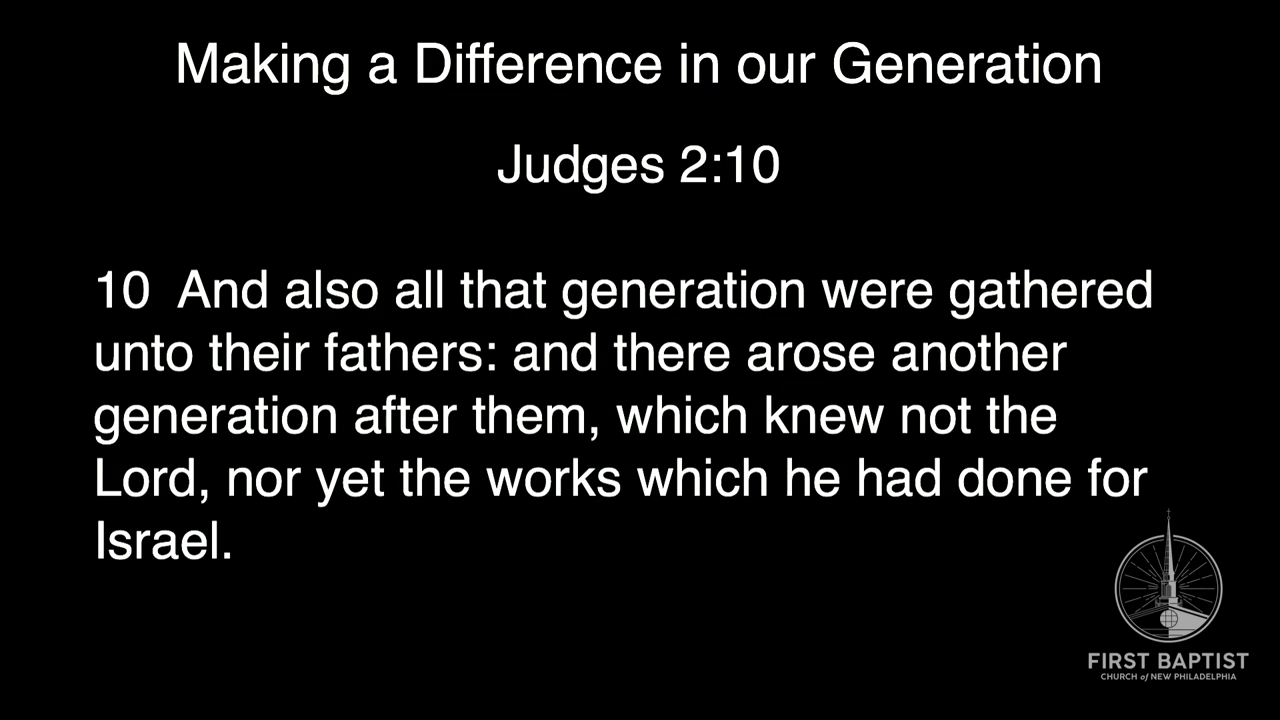 Making a Difference in our Generation
Judges 2:10
10 And also all that generation were gathered
unto their fathers: and there arose another
generation after them, which knew not the
Lord, nor yet the works which he had done for
Israel.
FIRST BAPTIST
CHURCH of NEW PHILADELPHIA